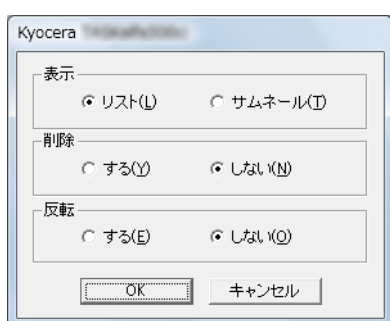 Kyocera
表示
リスト(L) サムネール(T)
削除
する(Y) しない(N)
反転
する(E) しない(O)
OK キャンセル